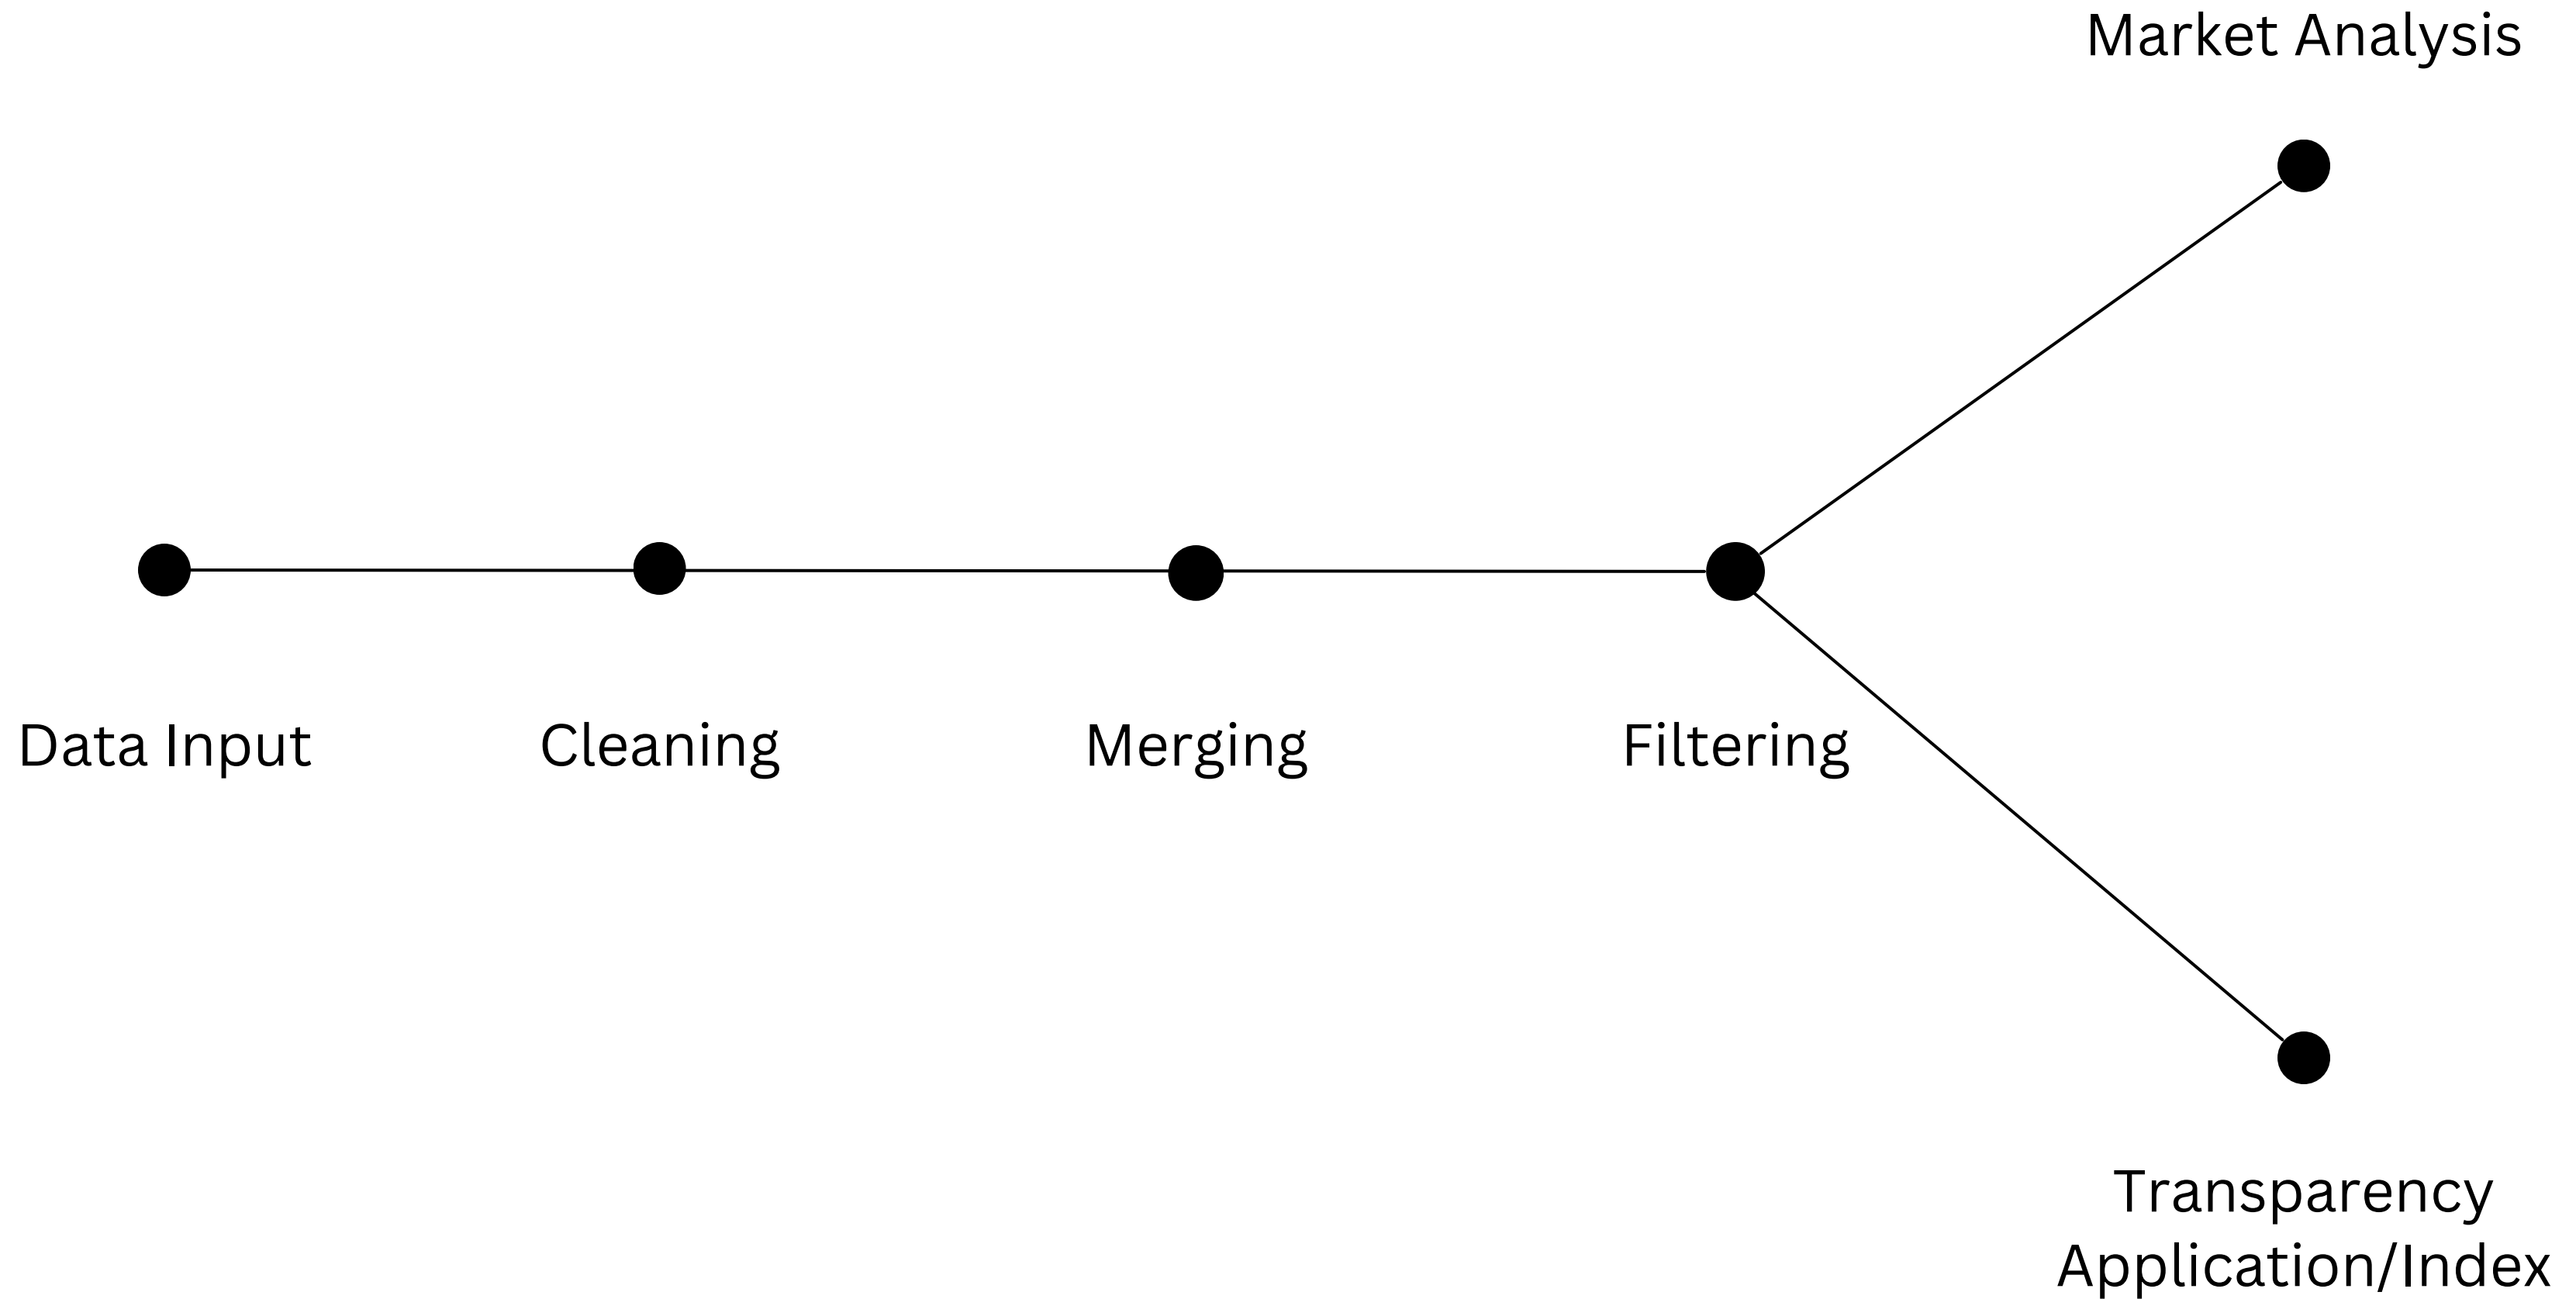 Market Analysis
Data Input
Cleaning
Merging
Filtering
Transparency
Application/Index